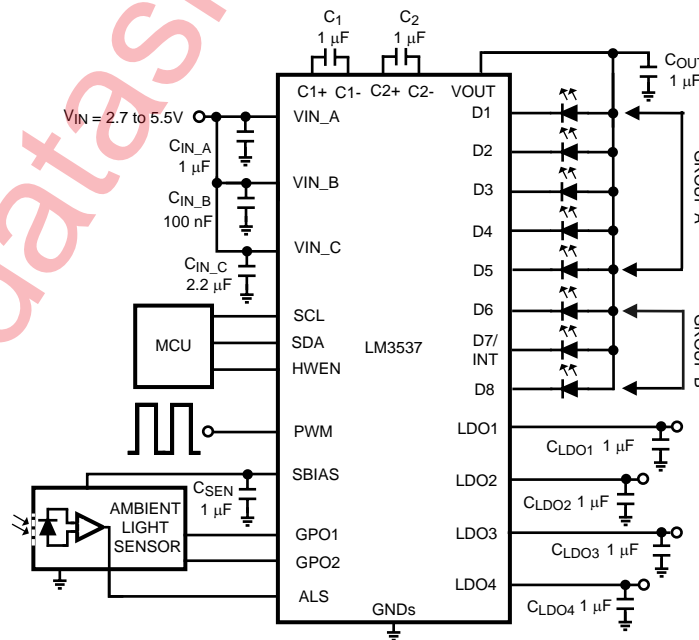 C1
1 µF
C2
1 µF
COUT
1 µF
C1+ C1- C2+ C2- VOUT
VIN = 2.7 to 5.5V
VIN_A
D1
CIN_A
1 µF
D2
VIN_B
D3
CIN_B
100 nF
D4
VIN_C
D5
CIN_C
2.2 µF
SCL
D6
MCU
SDA
LM3537
D7/
INT
HWEN
D8
PWM
LDO1
CLDO1 1 µF
SBIAS
LDO2
CSEN
1 µF
CLDO2 1 µF
AMBIENT
LIGHT
SENSOR
GPO1
LDO3
GPO2
CLDO3 1 µF
ALS
LDO4
CLDO4 1 µF
GNDs
datas